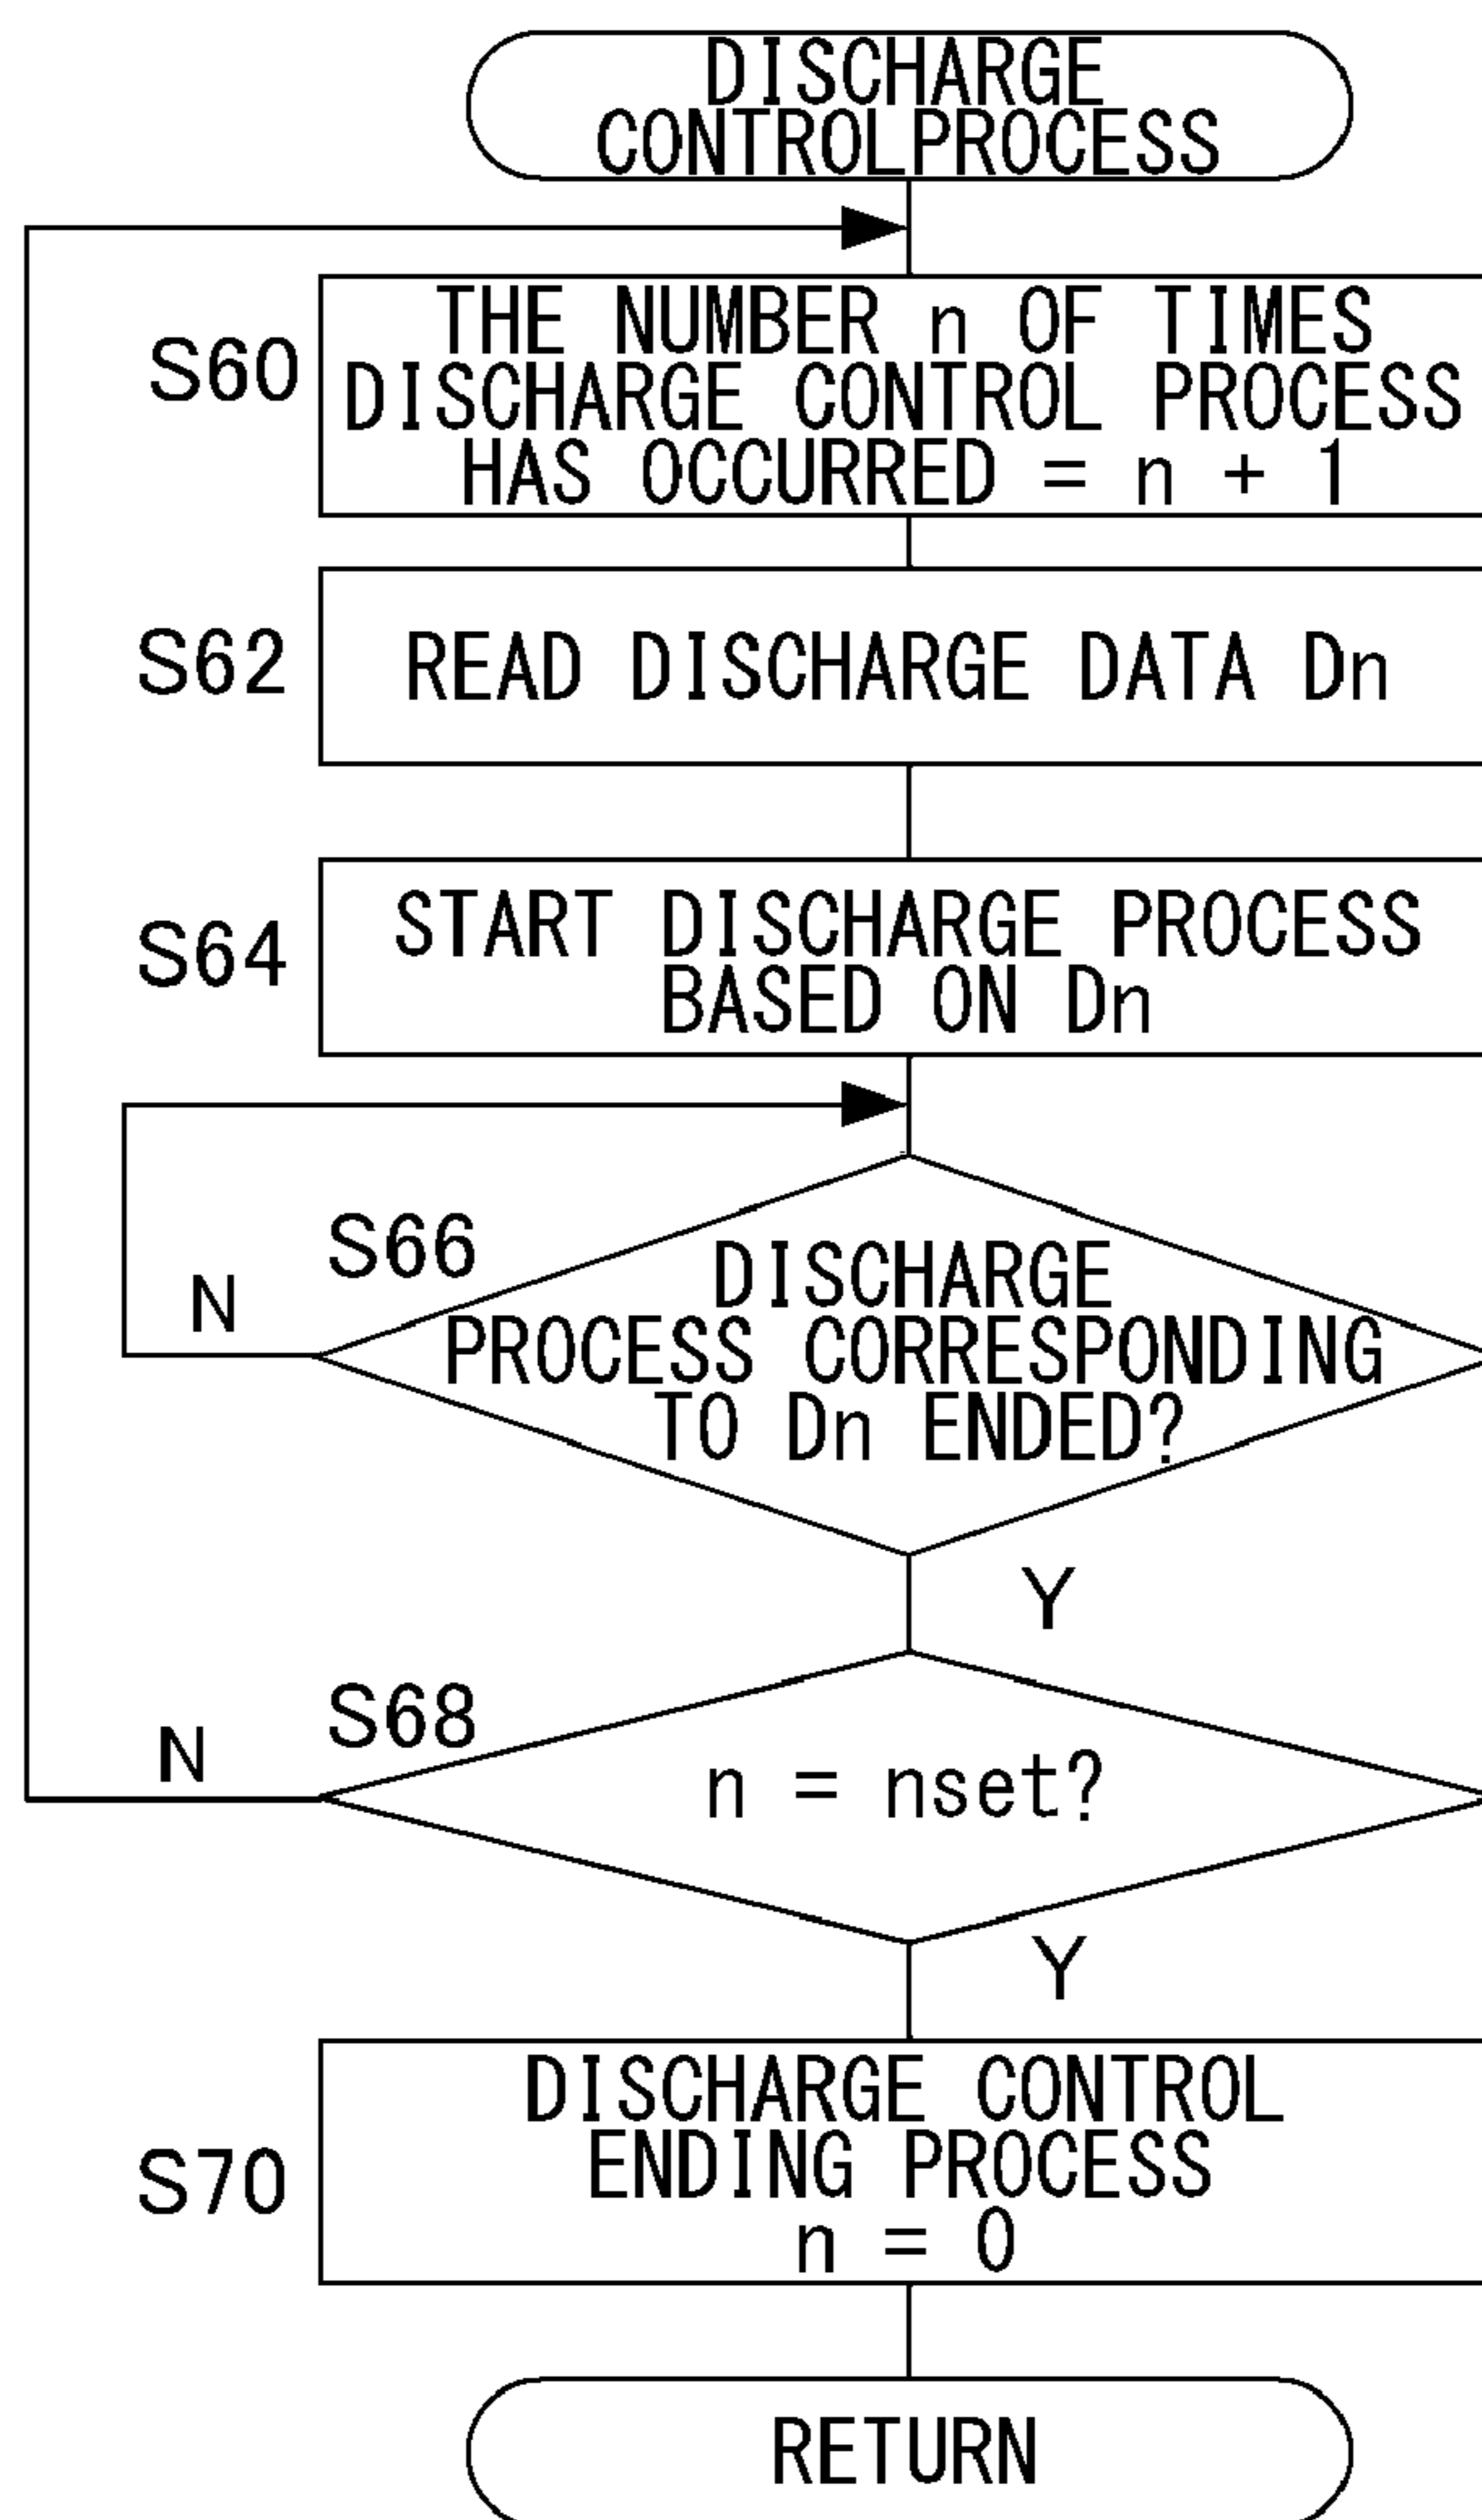 DISCHARGE
CONTROLPROCESS
S60
THE NUMBER n OF TIMES
DISCHARGE CONTROL PROCESS
HAS OCCURRED = n + 1
S62
READ DISCHARGE DATA Dn
S64
START DISCHARGE PROCESS
BASED ON Dn
S66
N
DISCHARGE
PROCESS CORRESPONDING
TO Dn ENDED?
Y
S68
N
n = nset?
Y
S70
DISCHARGE CONTROL
ENDING PROCESS
n = 0
RETURN